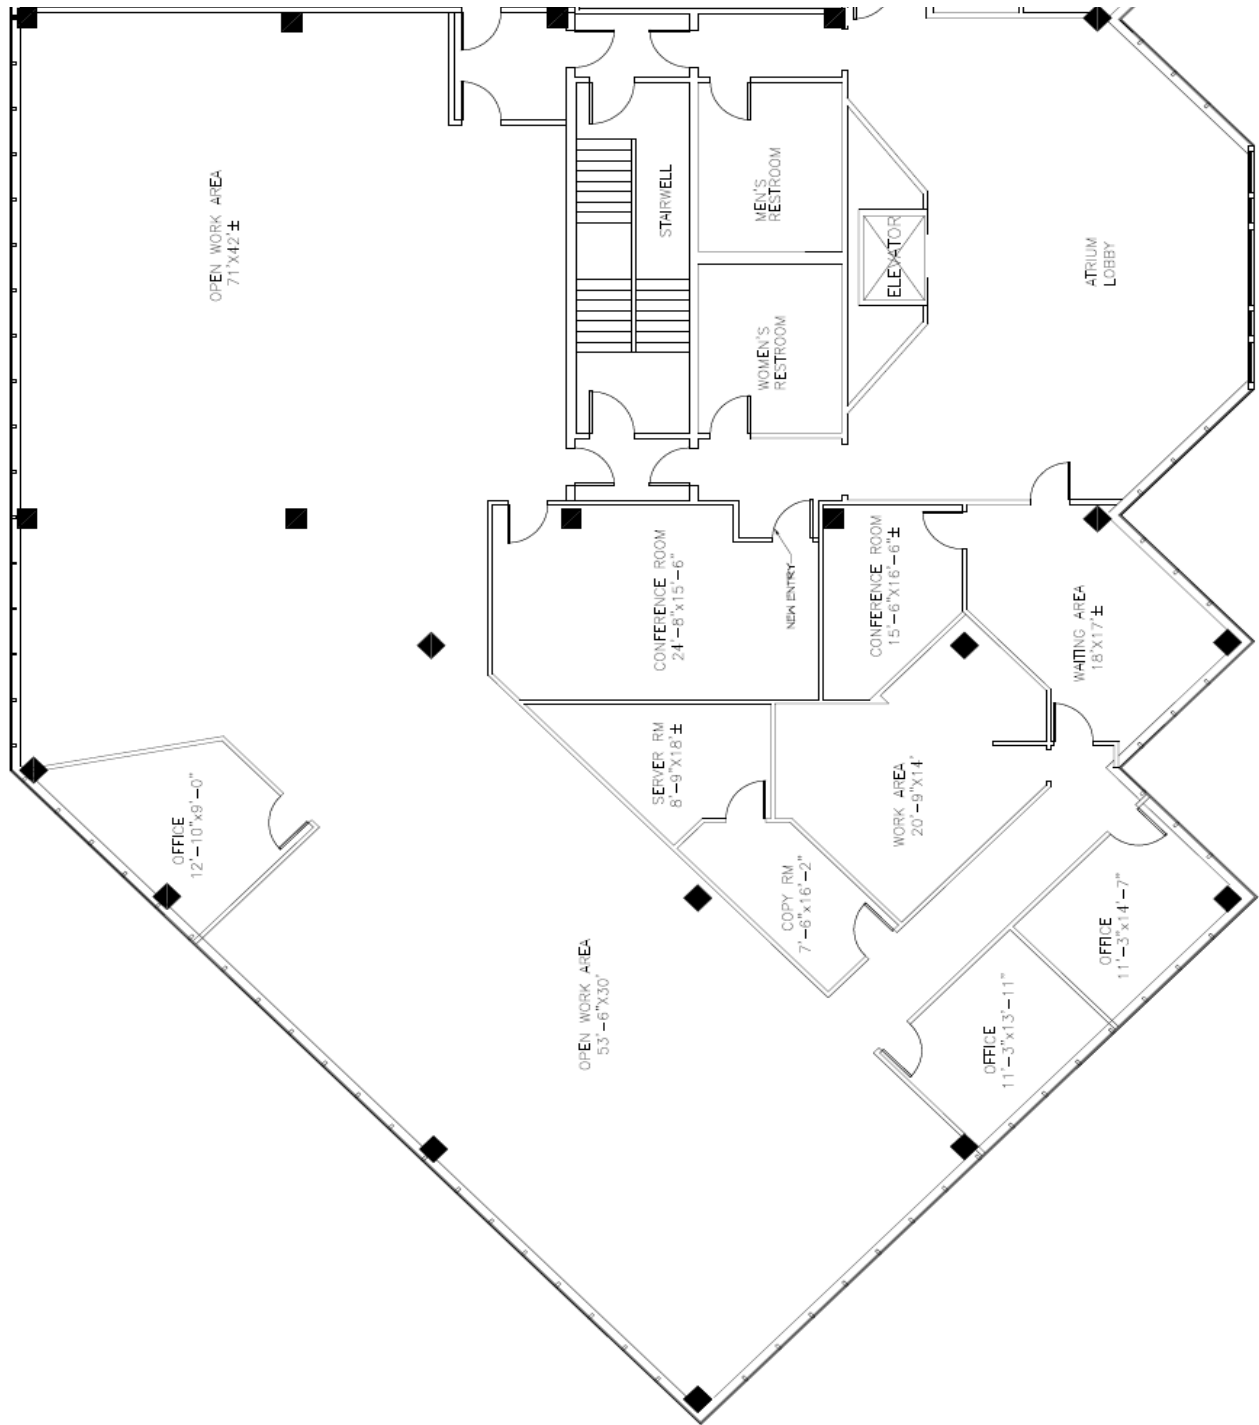 OPEN WORK AREA
71'X42'±
STAIRWELL
MEN'S
RESTROOM
WOMEN'S
RESTROOM
ELEVATOR
ATRIUM
LOBBY
CONFERENCE ROOM
24'-8"X15'-6"
NEW ENTRY
CONFERENCE ROOM
15'-6"X16'-6"±
WAITING AREA
18'X17'±
SERVER RM
8'-9"X18'±
WORK AREA
20'-9"X14'
OFFICE
12'-10"X9'-0"
COPY RM
7'-6"X16'-2"
OFFICE
11'-3"X14'-7"
OPEN WORK AREA
53'-6"X30'
OFFICE
11'-3"X13'-11"